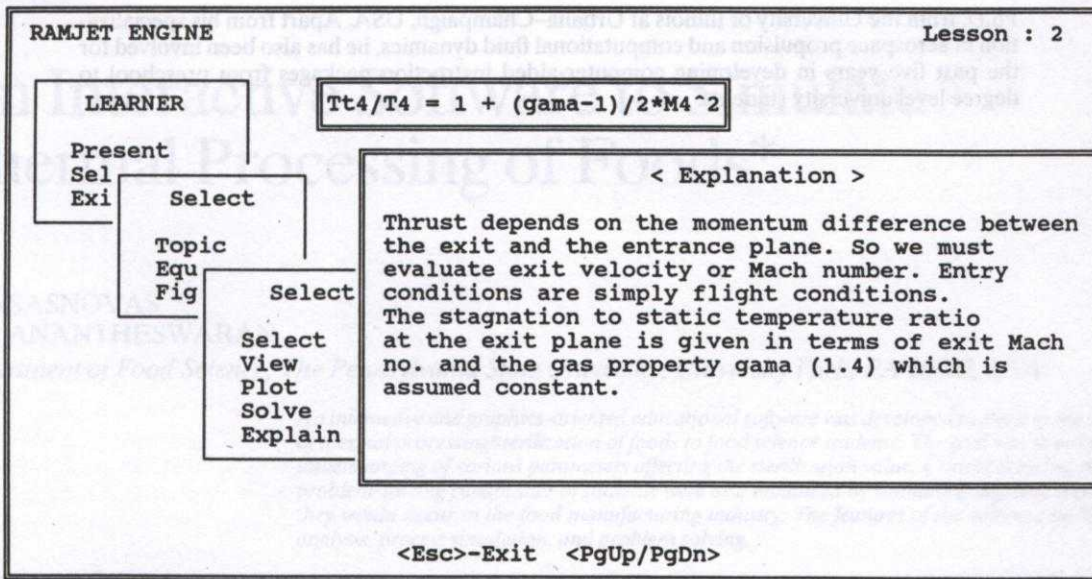 RAMJET ENGINE Lesson : 2
LEARNER
Tt4/T4 = 1 + (gama-1)/2*M4^2
Present
Sel
Exi
Select
Topic
Equ
Fig
Select
Select
View
Plot
Solve
Explain
< Explanation >
Thrust depends on the momentum difference between
the exit and the entrance plane. So we must
evaluate exit velocity or Mach number. Entry
conditions are simply flight conditions.
The stagnation to static temperature ratio
at the exit plane is given in terms of exit Mach
no. and the gas property gama (1.4) which is
assumed constant.
<Esc>-Exit <PgUp/PgDn>